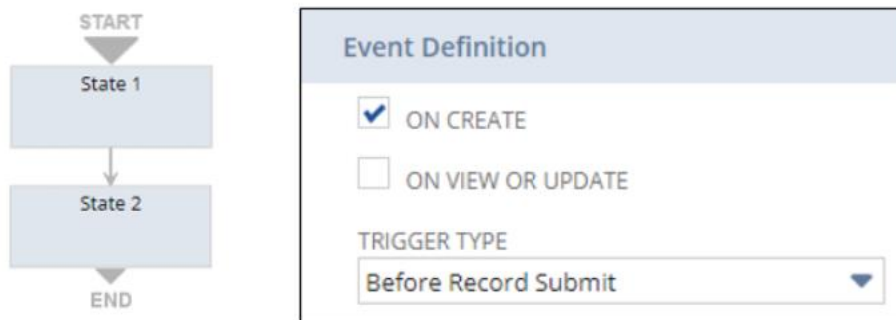 START
State 1
State 2
END
Event Definition
ON CREATE
ON VIEW OR UPDATE
TRIGGER TYPE
Before Record Submit